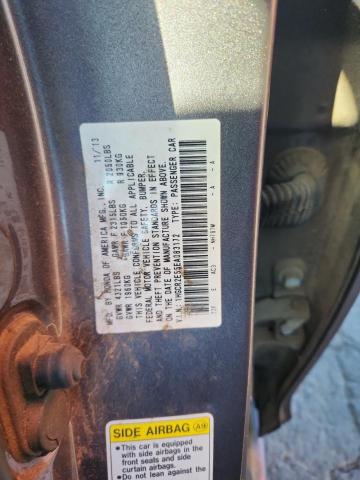 MFD. BY HONDA OF AMERICA MFG., INC. 11/13
GVWR 4321LBS GAWR F 2315LBS R 2050LBS
GVWR 1960KG GAWR F 1050KG R 930KG
THIS VEHICLE CONFORMS TO ALL APPLICABLE
FEDERAL MOTOR VEHICLE SAFETY, BUMPER,
AND THEFT PREVENTION STANDARDS IN EFFECT
ON THE DATE OF MANUFACTURE SHOWN ABOVE.
V.I.N.: TYPE: PASSENGER CAR
E AC3 A A
SIDE AIRBAG
• This car is equipped
with side airbags in the
front seats and side
curtain airbags.
• Do not lean against the